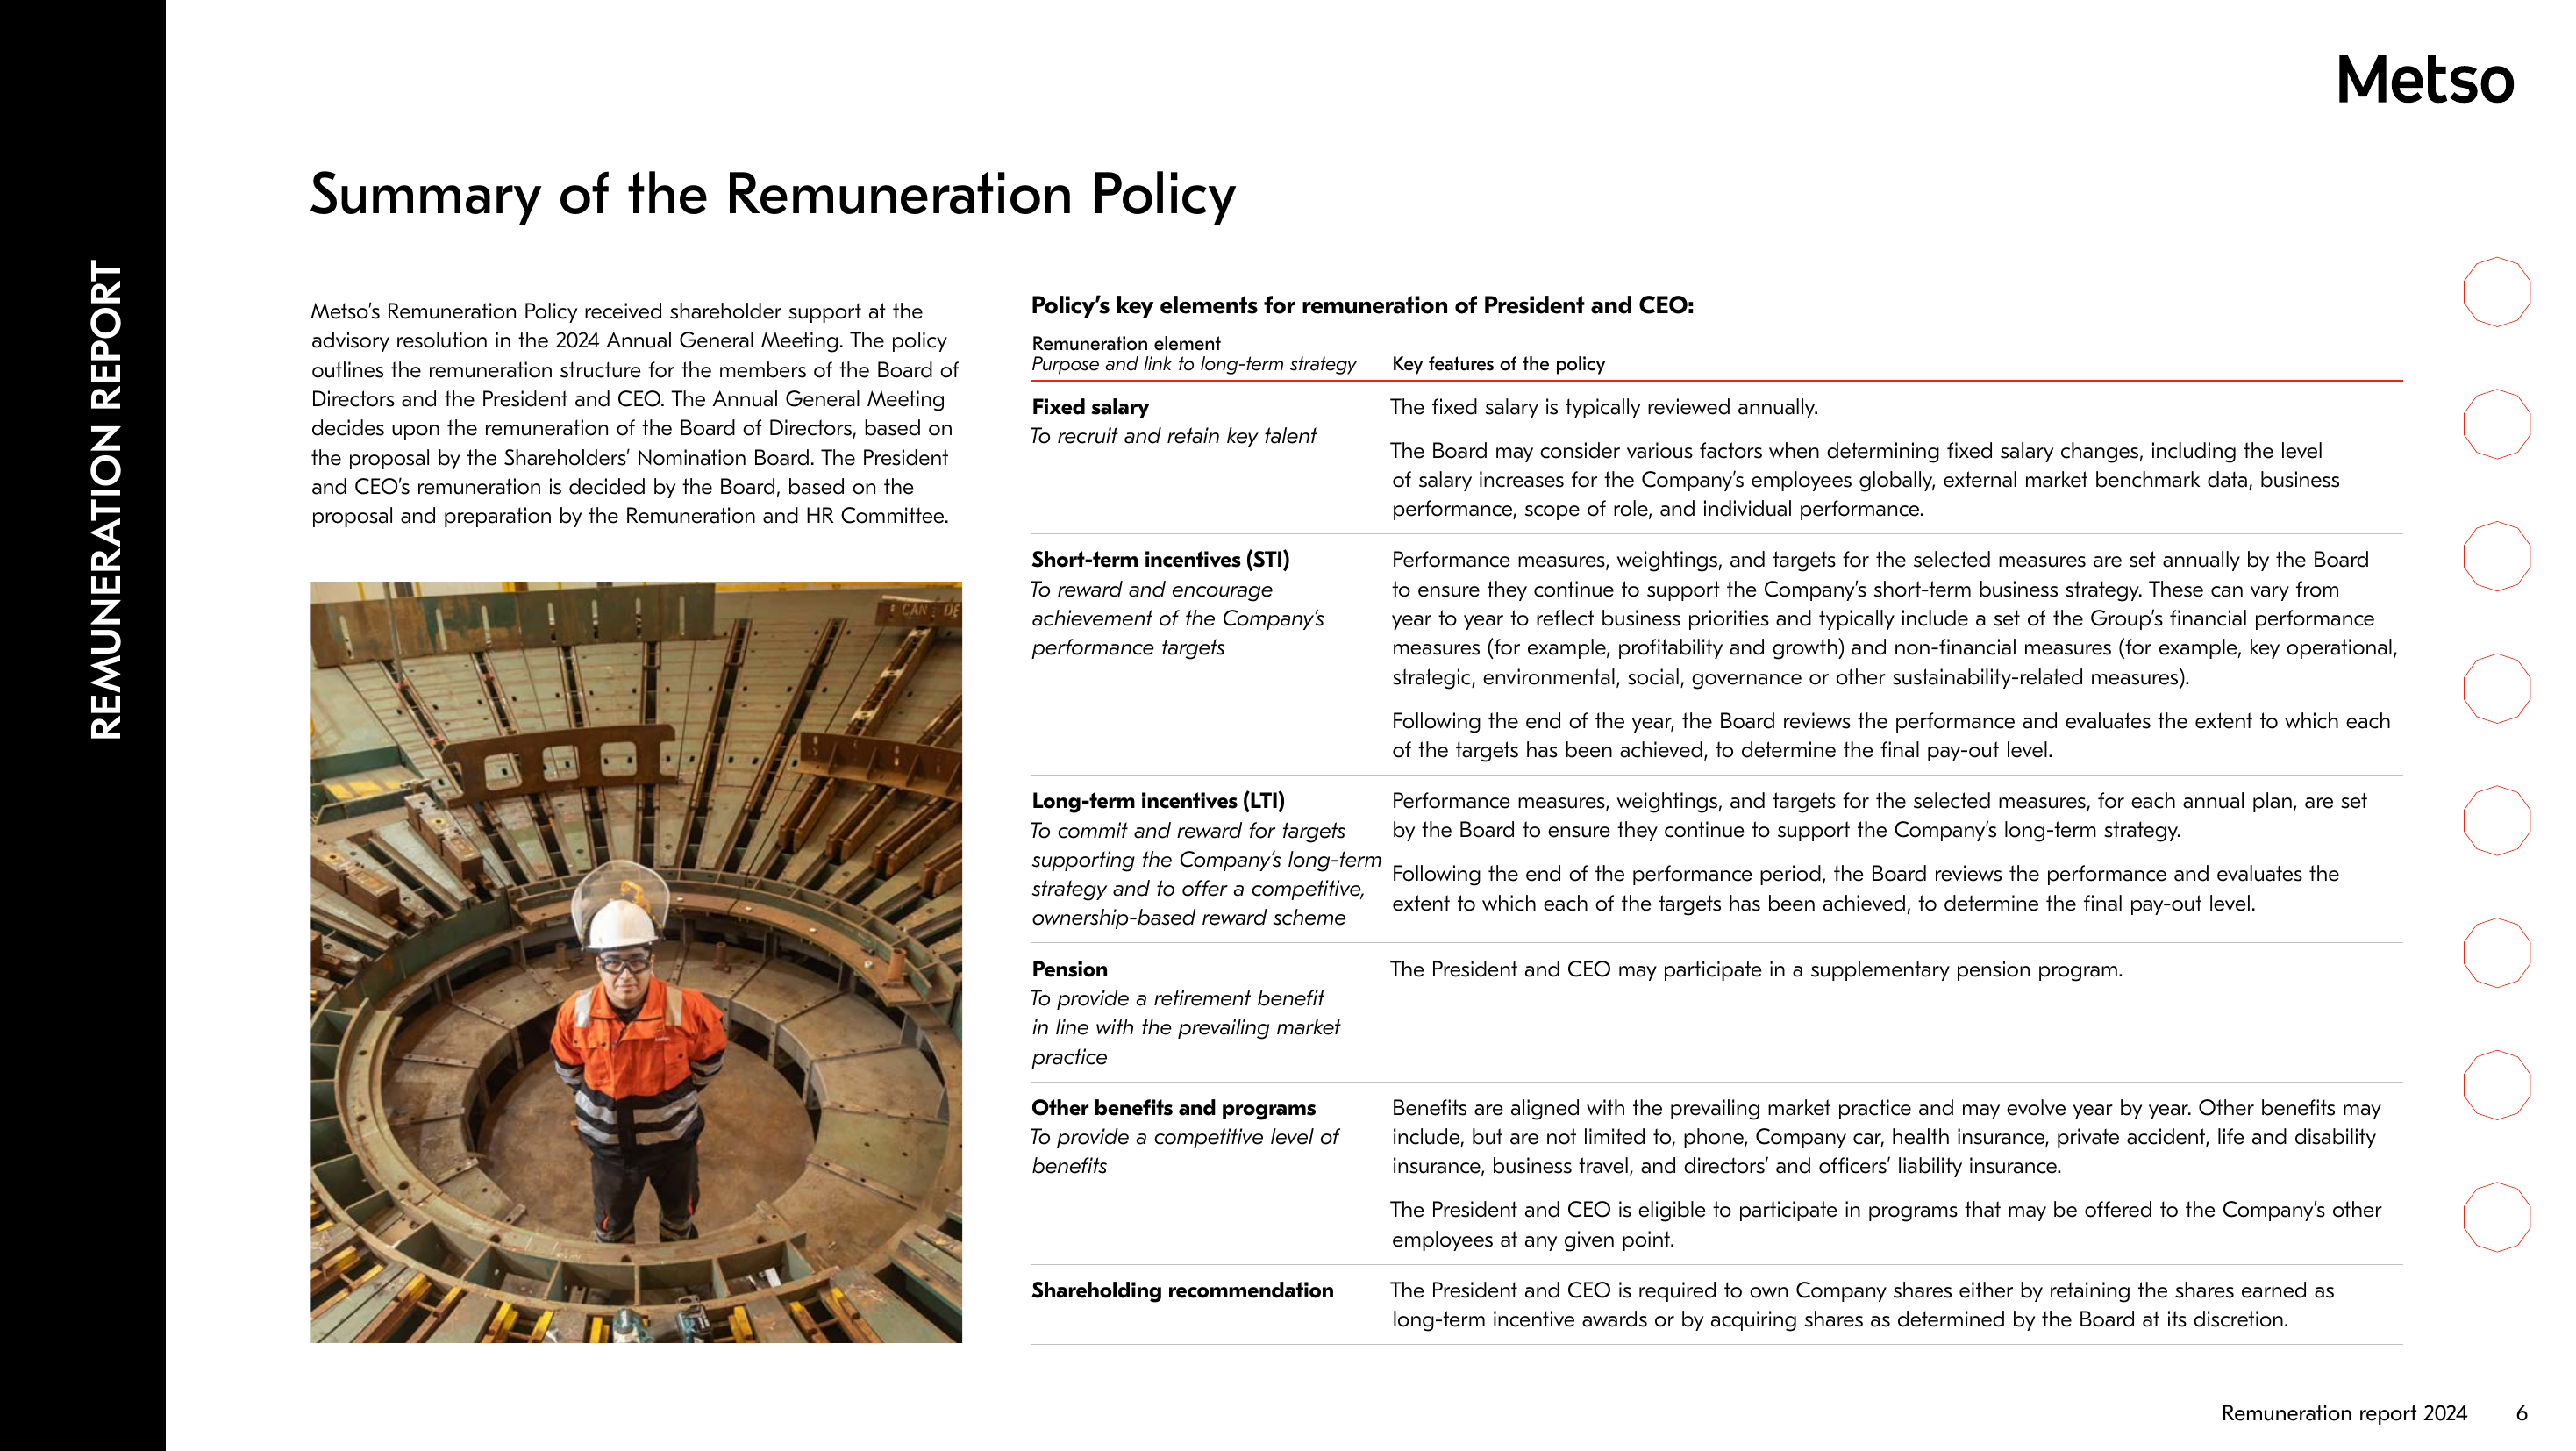 Metso
REMUNERATION REPORT
Summary of the Remuneration Policy
Metso’s Remuneration Policy received shareholder support at the
advisory resolution in the 2024 Annual General Meeting. The policy
outlines the remuneration structure for the members of the Board of
Directors and the President and CEO. The Annual General Meeting
decides upon the remuneration of the Board of Directors, based on
the proposal by the Shareholders’ Nomination Board. The President
and CEO’s remuneration is decided by the Board, based on the
proposal and preparation by the Remuneration and HR Committee.
CAN : DE
Policy’s key elements for remuneration of President and CEO:
Remuneration element
Purpose and link to long-term strategy
Key features of the policy
Fixed salary
To recruit and retain key talent
The fixed salary is typically reviewed annually.
The Board may consider various factors when determining fixed salary changes, including the level
of salary increases for the Company’s employees globally, external market benchmark data, business
performance, scope of role, and individual performance.
Short-term incentives (STI)
To reward and encourage
achievement of the Company’s
performance targets
Performance measures, weightings, and targets for the selected measures are set annually by the Board
to ensure they continue to support the Company’s short-term business strategy. These can vary from
year to year to reflect business priorities and typically include a set of the Group’s financial performance
measures (for example, profitability and growth) and non-financial measures (for example, key operational,
strategic, environmental, social, governance or other sustainability-related measures).
Following the end of the year, the Board reviews the performance and evaluates the extent to which each
of the targets has been achieved, to determine the final pay-out level.
Long-term incentives (LTI)
To commit and reward for targets
supporting the Company’s long-term
strategy and to offer a competitive,
ownership-based reward scheme
Performance measures, weightings, and targets for the selected measures, for each annual plan, are set
by the Board to ensure they continue to support the Company’s long-term strategy.
Following the end of the performance period, the Board reviews the performance and evaluates the
extent to which each of the targets has been achieved, to determine the final pay-out level.
Pension
To provide a retirement benefit
in line with the prevailing market
practice
The President and CEO may participate in a supplementary pension program.
Other benefits and programs
To provide a competitive level of
benefits
Benefits are aligned with the prevailing market practice and may evolve year by year. Other benefits may
include, but are not limited to, phone, Company car, health insurance, private accident, life and disability
insurance, business travel, and directors’ and officers’ liability insurance.
The President and CEO is eligible to participate in programs that may be offered to the Company’s other
employees at any given point.
Shareholding recommendation
The President and CEO is required to own Company shares either by retaining the shares earned as
long-term incentive awards or by acquiring shares as determined by the Board at its discretion.
Remuneration report 2024
6